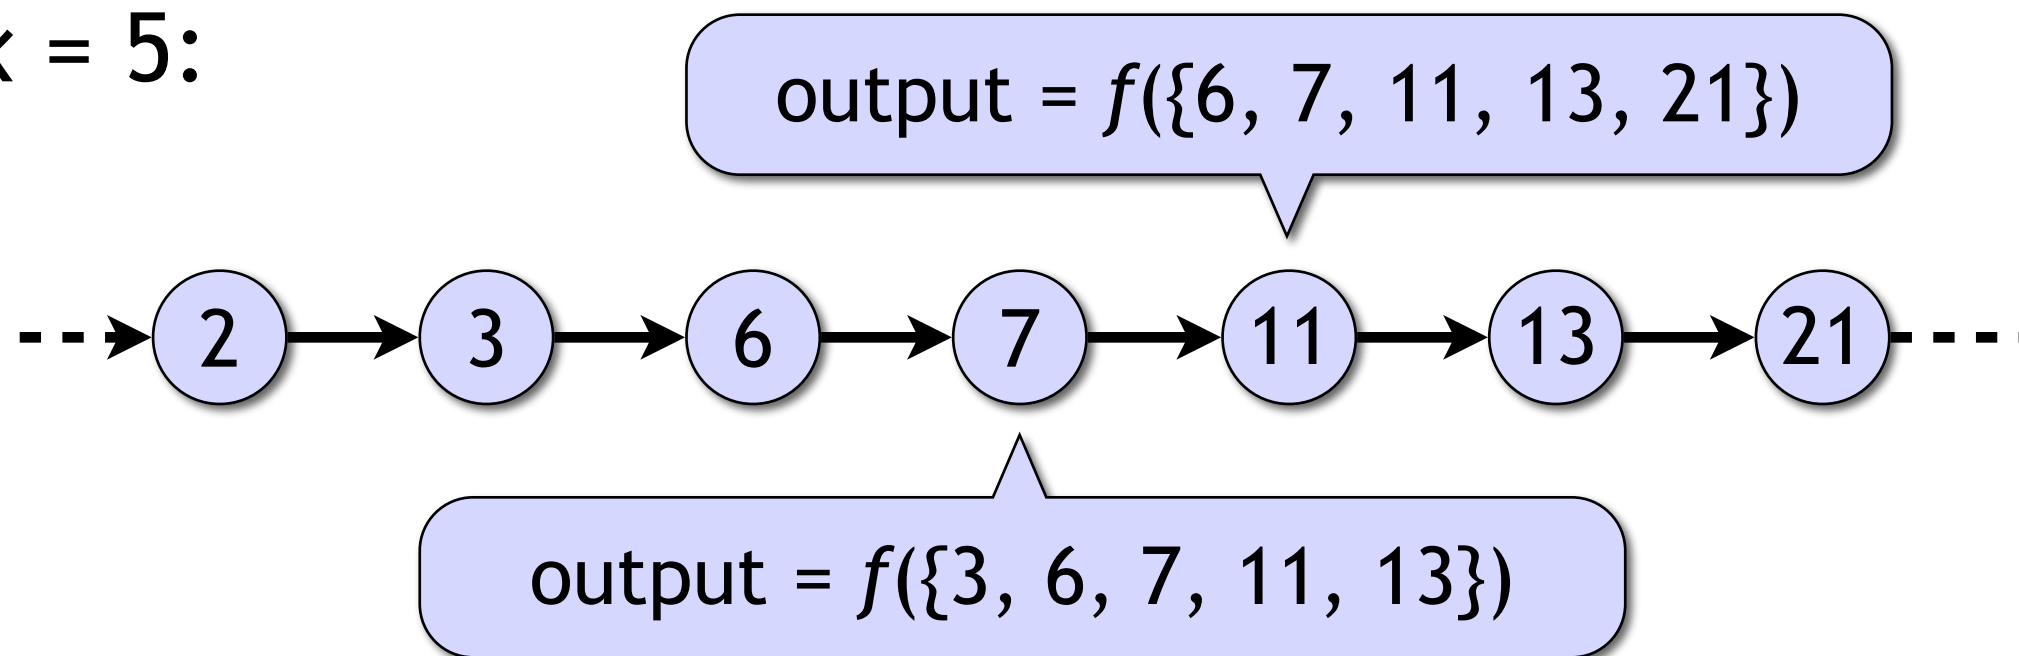 = 5:
output = f({6, 7, 11, 13, 21})
2 3 6 7 11 13 21
output = f({3, 6, 7, 11, 13})